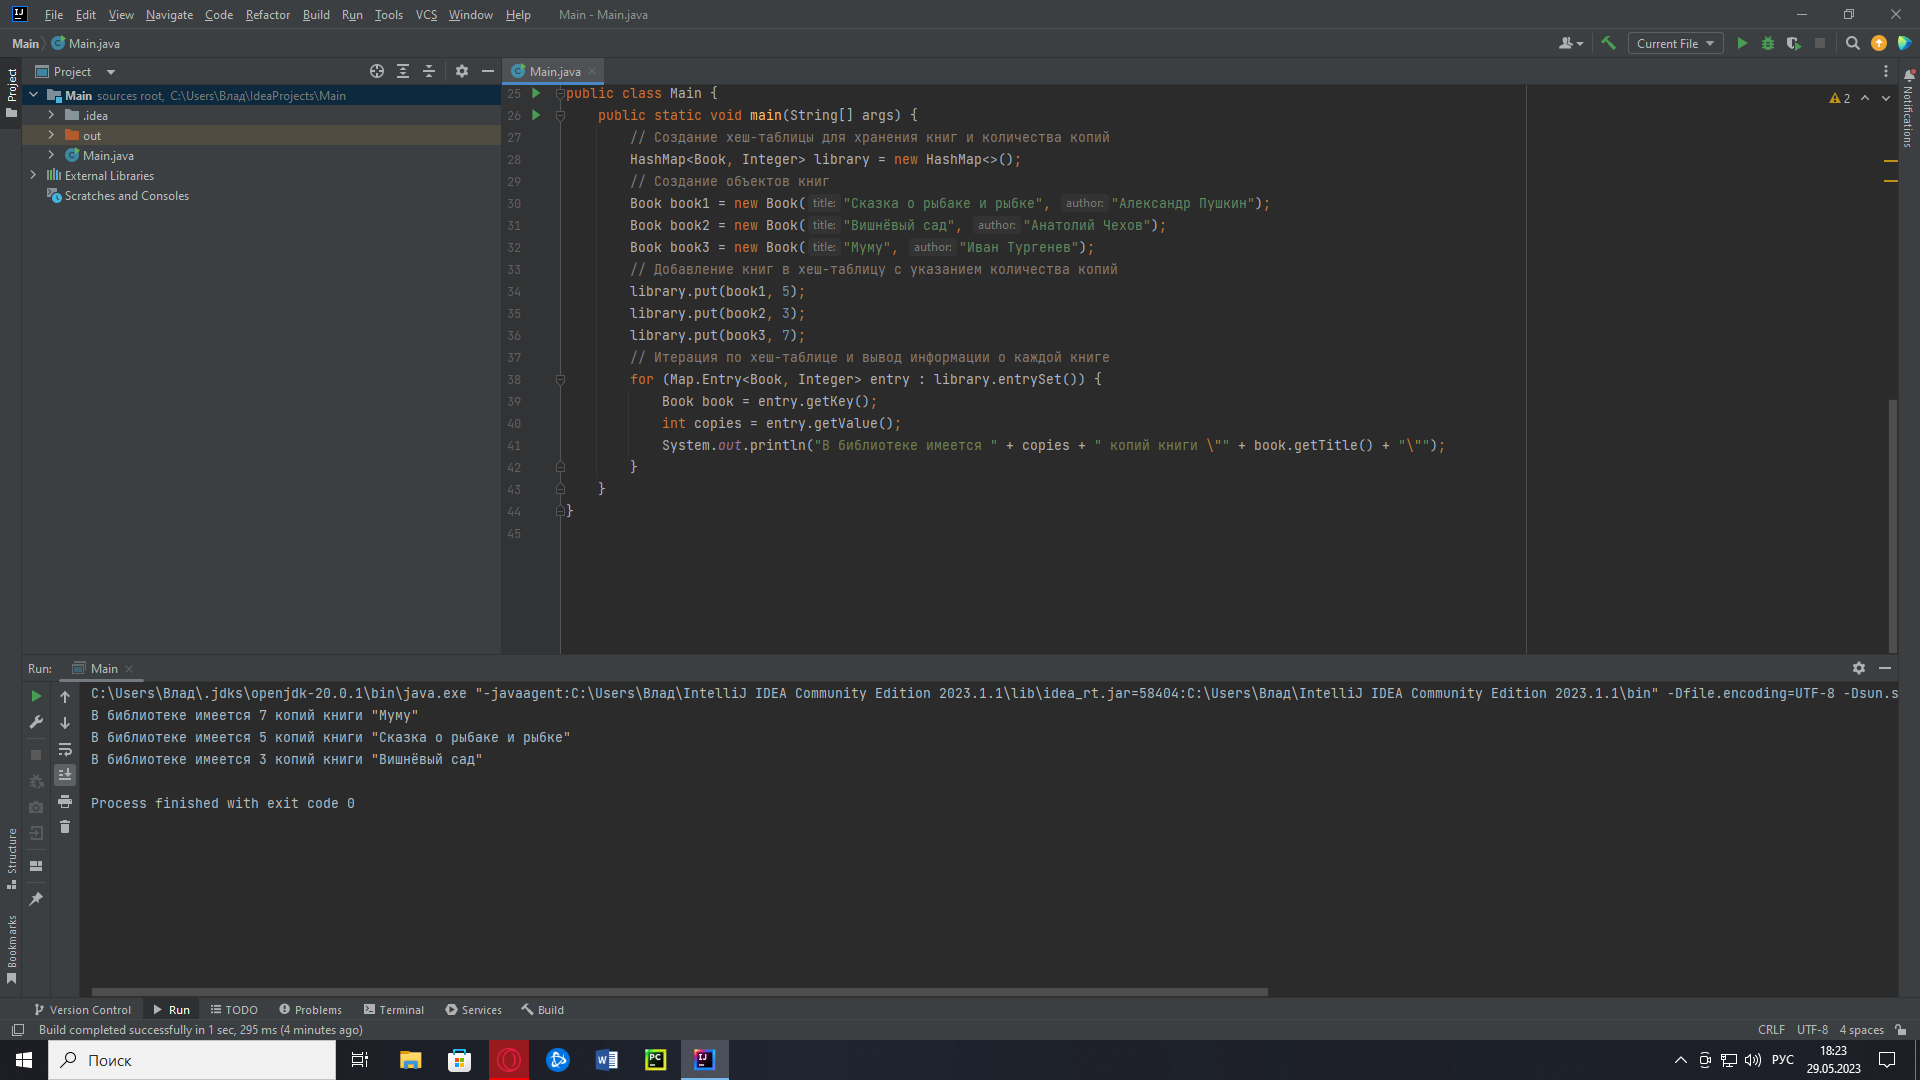 File Edit View Navigate Code Refactor Build Run Tools VCS Window Help Main - Main.java
Main Main.java Current File
Project Main.java
Project
Main sources root, C:\Users\Влад\IdeaProjects\Main
.idea
out
Main.java
External Libraries
Scratches and Consoles
2
Notifications
25 public class Main {
26 public static void main(String[] args) {
27 // Создание хеш-таблицы для хранения книг и количества копий
28 HashMap<Book, Integer> library = new HashMap<>();
29 // Создание объектов книг
30 Book book1 = new Book( title: "Сказка о рыбаке и рыбке", author: "Александр Пушкин");
31 Book book2 = new Book( title: "Вишнёвый сад", author: "Анатолий Чехов");
32 Book book3 = new Book( title: "Муму", author: "Иван Тургенев");
33 // Добавление книг в хеш-таблицу с указанием количества копий
34 library.put(book1, 5);
35 library.put(book2, 3);
36 library.put(book3, 7);
37 // Итерация по хеш-таблице и вывод информации о каждой книге
38 for (Map.Entry<Book, Integer> entry : library.entrySet()) {
39 Book book = entry.getKey();
40 int copies = entry.getValue();
41 System.out.println("В библиотеке имеется " + copies + " копий книги \"" + book.getTitle() + "\"");
42 }
43 }
44 }
45
Run: Main
C:\Users\Влад\.jdks\openjdk-20.0.1\bin\java.exe "-javaagent:C:\Users\Влад\IntelliJ IDEA Community Edition 2023.1.1\lib\idea_rt.jar=58404:C:\Users\Влад\IntelliJ IDEA Community Edition 2023.1.1\bin" -Dfile.encoding=UTF-8 -Dsun.s
В библиотеке имеется 7 копий книги "Муму"
В библиотеке имеется 5 копий книги "Сказка о рыбаке и рыбке"
В библиотеке имеется 3 копий книги "Вишнёвый сад"
Process finished with exit code 0
Structure
Bookmarks
Version Control Run TODO Problems Terminal Services Build
Build completed successfully in 1 sec, 295 ms (4 minutes ago) CRLF UTF-8 4 spaces
Поиск РУС 18:23
29.05.2023